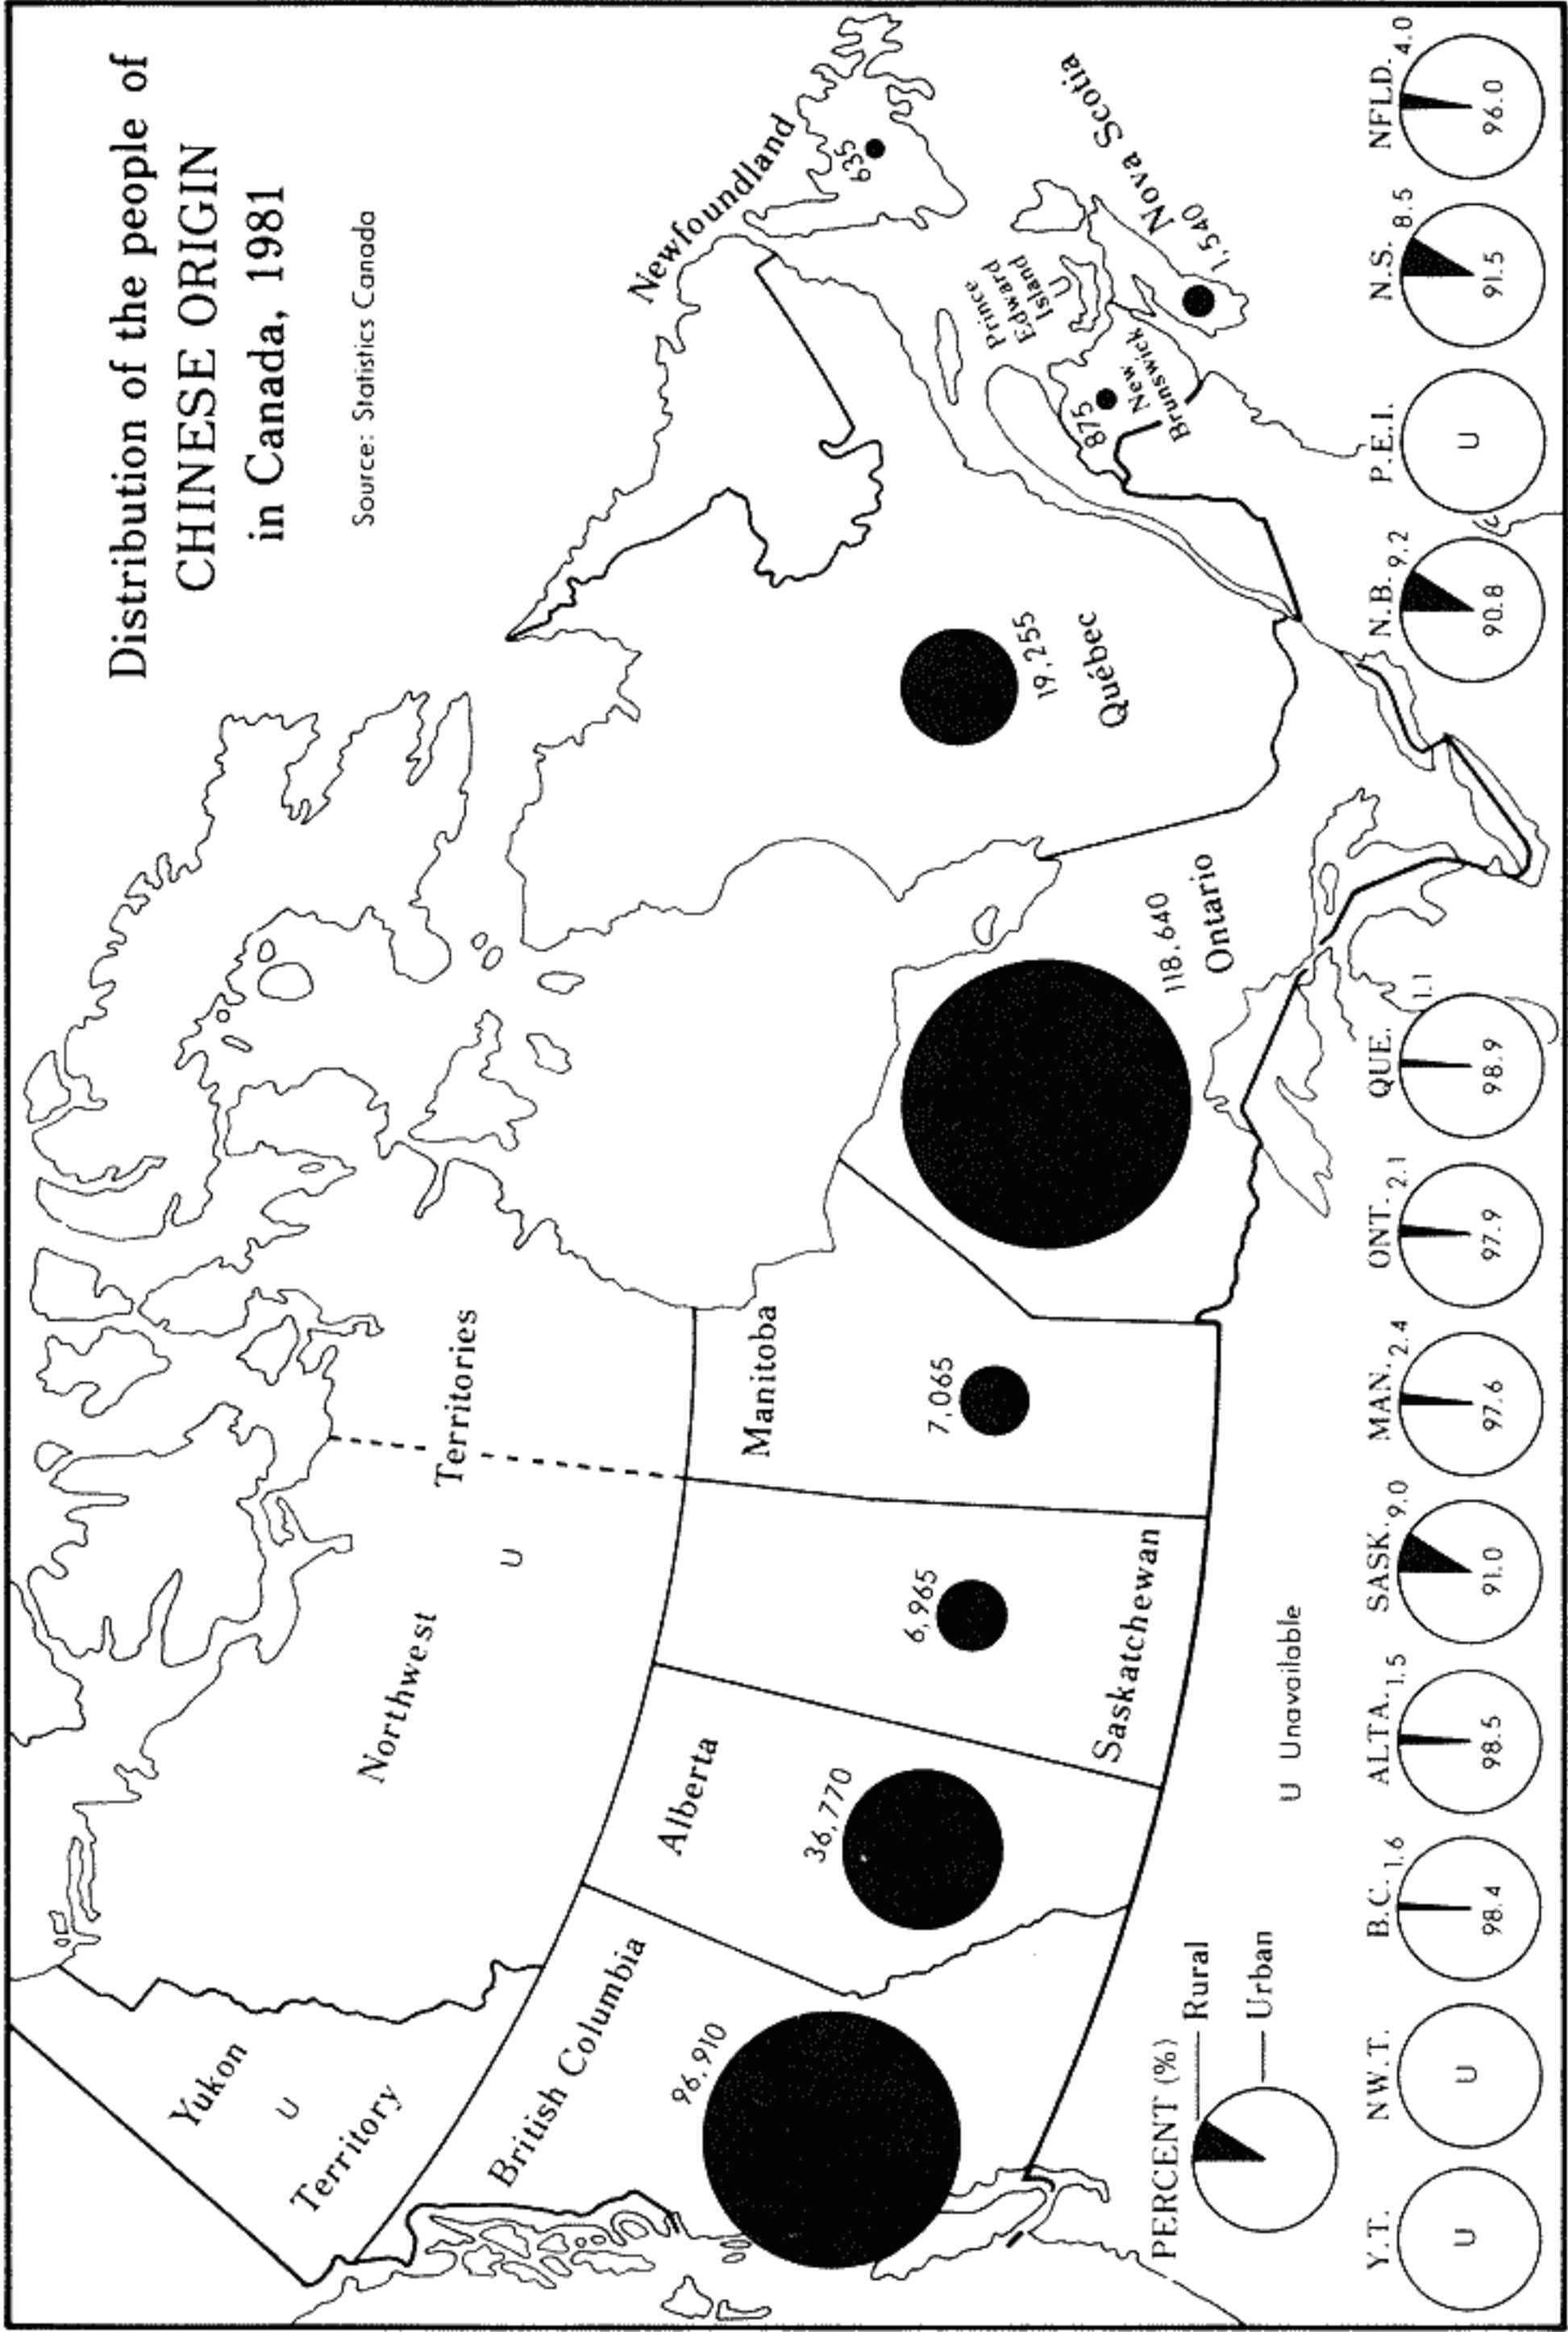 Distribution of the people of
CHINESE ORIGIN
in Canada, 1981
Source: Statistics Canada
Yukon
U
Territory
Northwest
U
Territories
British Columbia
96,910
Alberta
36,770
6,965
Saskatchewan
Manitoba
7,065
118,640
Ontario
19,255
Québec
Newfoundland
635
Prince
Edward
Island
U
875
New
Brunswick
Nova Scotia
1,540
PERCENT (%)
Rural
Urban
U Unavailable
Y.T.
U
NW.T.
U
B.C. 1.6
98.4
ALTA. 1.5
98.5
SASK. 9.0
91.0
MAN. 2.4
97.6
ONT. 2.1
97.9
QUE. 1.1
98.9
N.B. 9.2
90.8
P.E.I.
U
N.S. 8.5
91.5
NFLD. 4.0
96.0